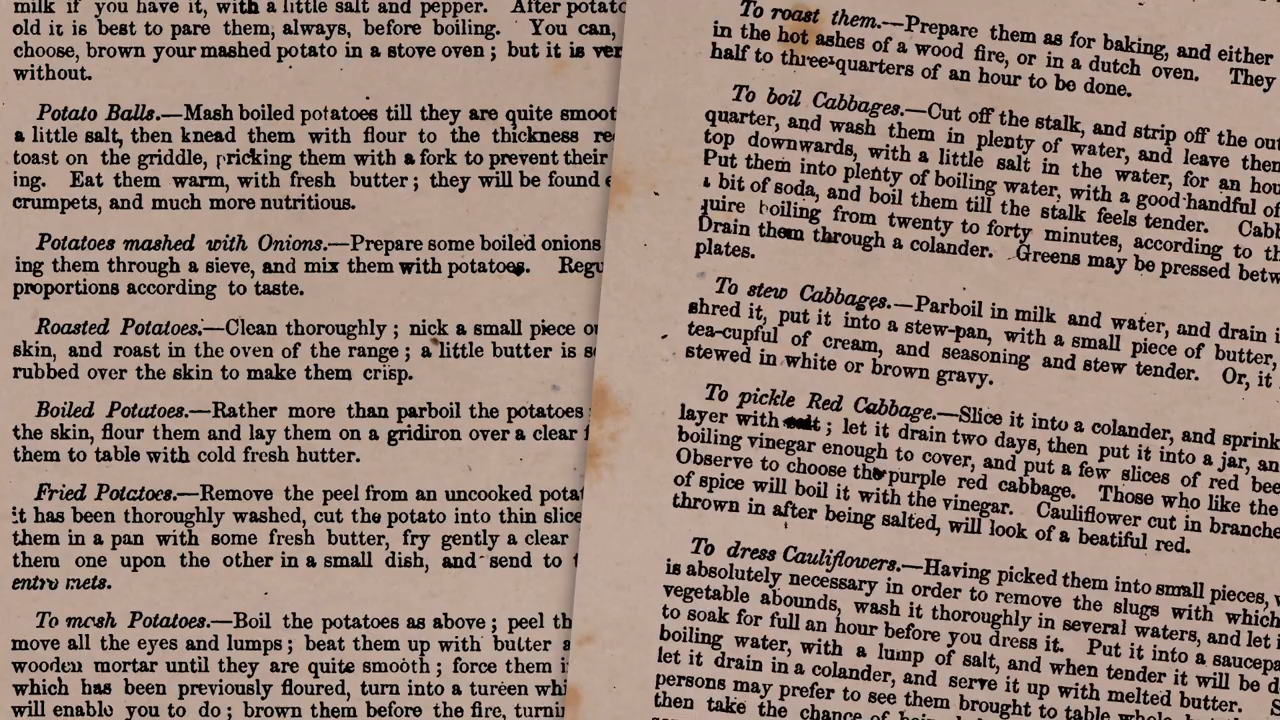 milk if you have it, with a little salt and pepper. After
old it is best to pare them, always, before boiling. You can,
choose, brown your mashed potato in a stove oven; but it is
without.
Potato Balls.—Mash boiled potatoes till they are quite
a little salt, then knead them with flour to the thickness
toast on the griddle, pricking them with a fork to prevent their
ing. Eat them warm, with fresh butter; they will be found
crumpets, and much more nutritious.
Potatoes mashed with Onions.—Prepare some boiled onions
ing them through a sieve, and mix them with potatoes.
proportions according to taste.
Roasted Potatoes.—Clean thoroughly; nick a small piece
skin, and roast in the oven of the range; a little butter is
rubbed over the skin to make them crisp.
Boiled Potatoes.—Rather more than parboil the potatoes
the skin, flour them and lay them on a gridiron over a clear
them to table with cold fresh hutter.
Fried Potatoes.—Remove the peel from an uncooked
it has been thoroughly washed, cut the potato into thin
them in a pan with some fresh butter, fry gently a clear
them one upon the other in a small dish, and send to
entre mets.
To mash Potatoes.—Boil the potatoes as above; peel
move all the eyes and lumps; beat them up with butter
wooden mortar until they are quite smooth; force them
which has been previously floured, turn into a tureen
will enable you to do; brown them before the fire,
To roast them.—Prepare them as for baking, and either
in the hot ashes of a wood fire, or in a dutch oven. They
half to three-quarters of an hour to be done.
To boil Cabbages.—Cut off the stalk, and strip off the
quarter, and wash them in plenty of water, and leave
top downwards, with a little salt in the water, for an
Put them into plenty of boiling water, with a good handful of
a bit of soda, and boil them till the stalk feels tender.
quire boiling from twenty to forty minutes, according to
Drain them through a colander. Greens may be pressed
plates.
To stew Cabbages.—Parboil in milk and water, and drain
shred it, put it into a stew-pan, with a small piece of butter,
tea-cupful of cream, and seasoning and stew tender. Or, it
stewed in white or brown gravy.
To pickle Red Cabbage.—Slice it into a colander, and
layer with salt; let it drain two days, then put it into a jar,
boiling vinegar enough to cover, and put a few slices of red
Observe to choose the purple red cabbage. Those who like the
of spice will boil it with the vinegar. Cauliflower cut in
thrown in after being salted, will look of a beatiful red.
To dress Cauliflowers.—Having picked them into small pieces,
is absolutely necessary in order to remove the slugs with which
vegetable abounds, wash it thoroughly in several waters, and let
to soak for full an hour before you dress it. Put it into a
boiling water, with a lump of salt, and when tender it will be
let it drain in a colander, and serve it up with melted butter.
persons may prefer to see them brought to table whole
then take the chance of